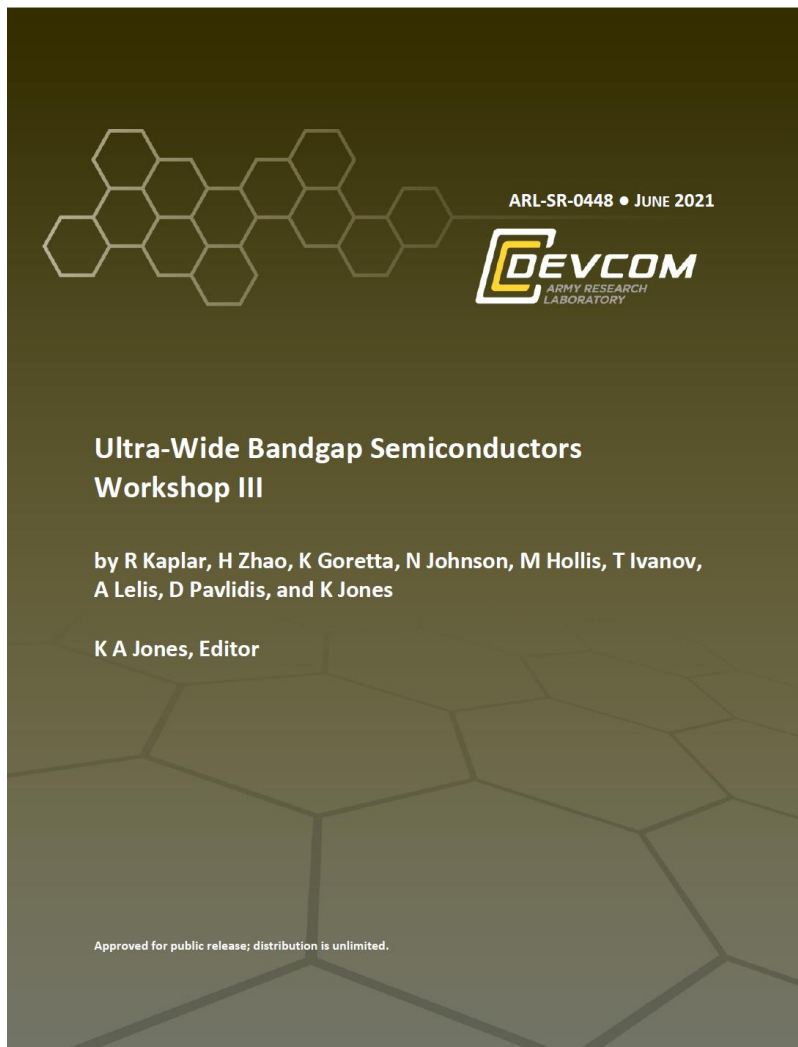 ARL-SR-0448 ● JUNE 2021
DEVCOM
ARMY RESEARCH
LABORATORY
Ultra-Wide Bandgap Semiconductors
Workshop III
by R Kaplar, H Zhao, K Goretta, N Johnson, M Hollis, T Ivanov,
A Lelis, D Pavlidis, and K Jones
K A Jones, Editor
Approved for public release; distribution is unlimited.